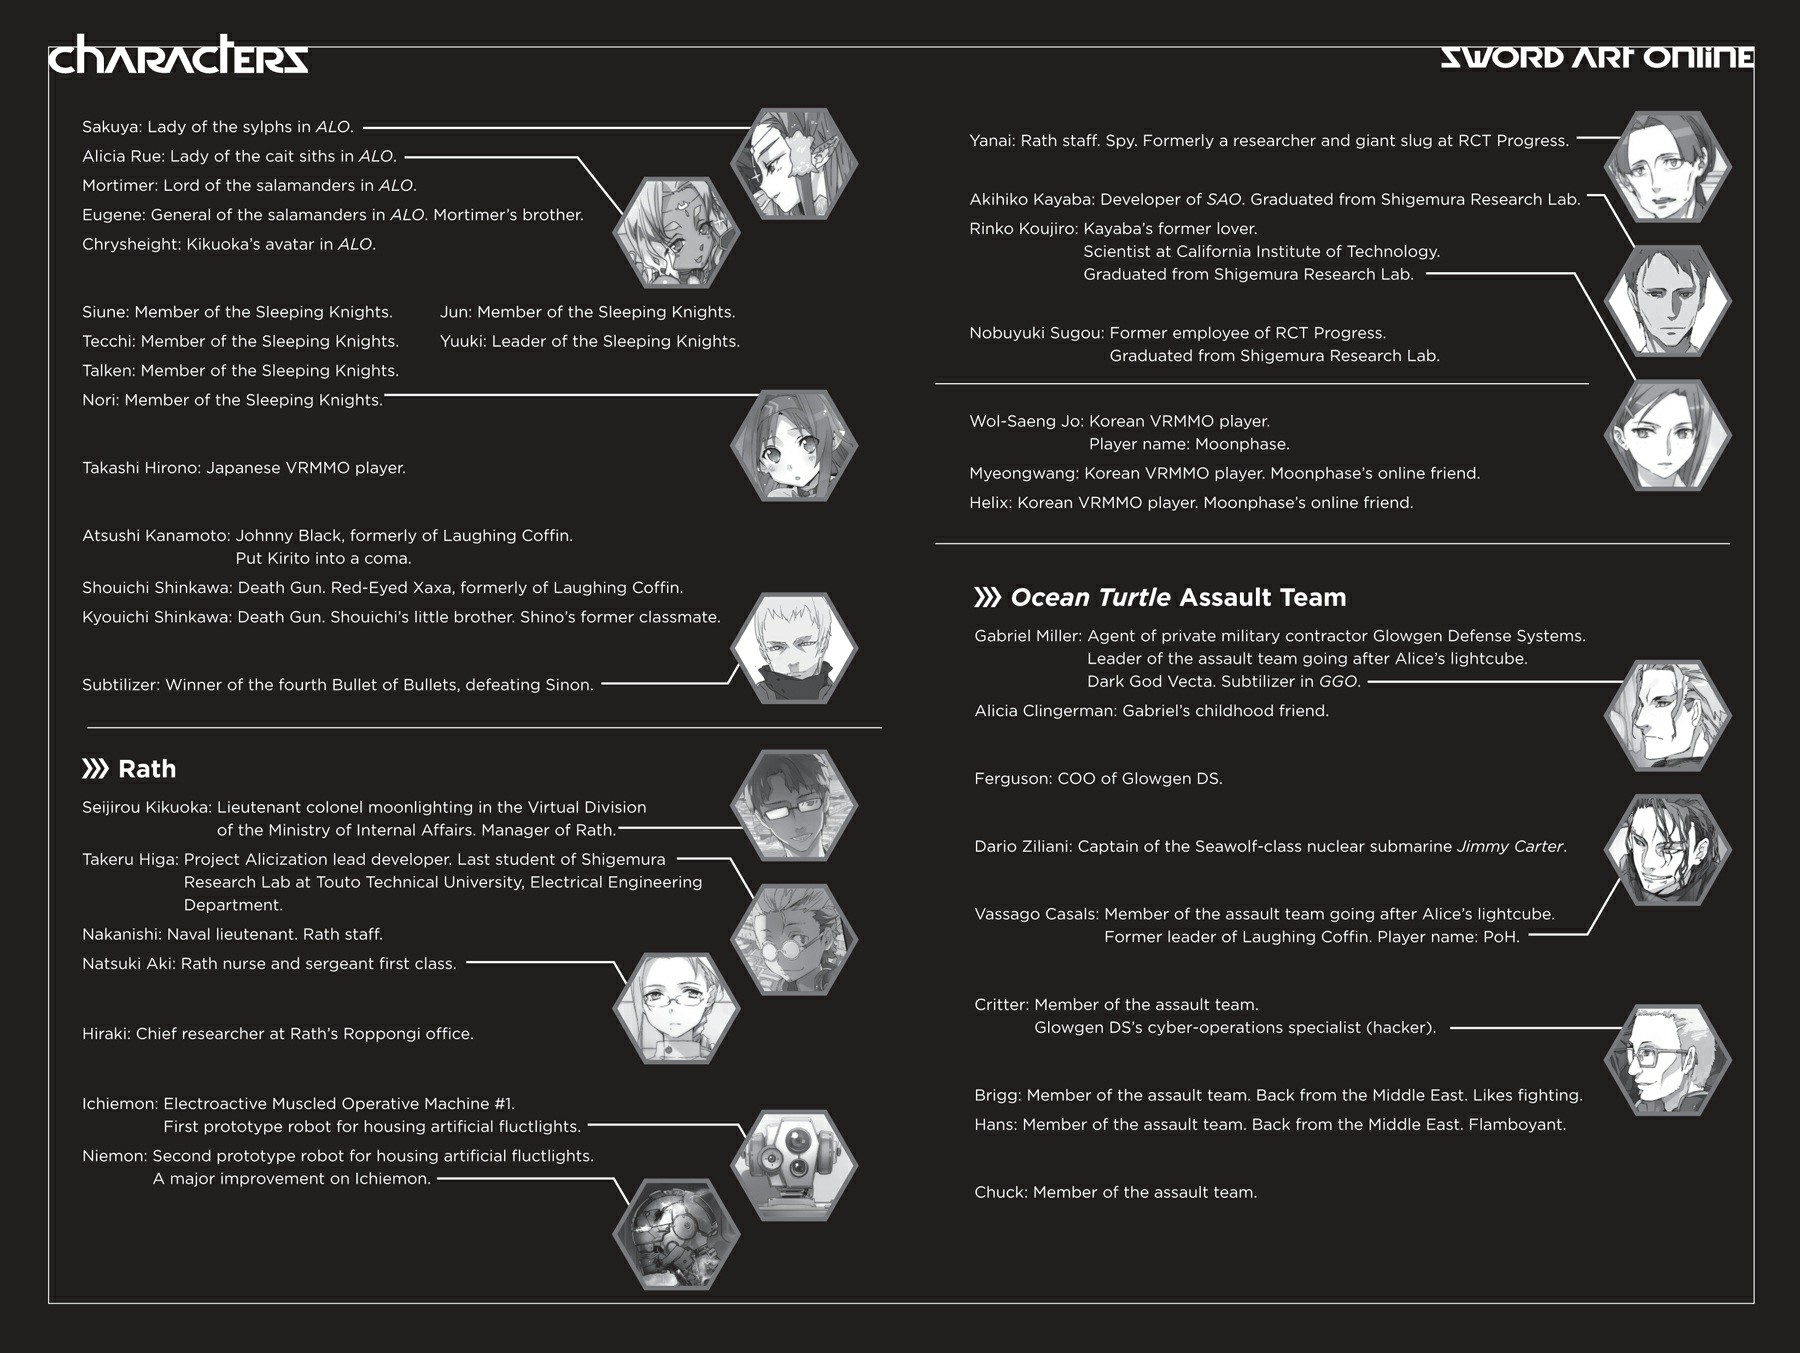 characters
Sakuya: Lady of the sylphs in ALO.
Alicia Rue: Lady of the cait siths in ALO.
Mortimer: Lord of the salamanders in ALO.
Eugene: General of the salamanders in ALO. Mortimer's brother.
Chrysheight: Kikuoka's avatar in ALO.
Siune: Member of the Sleeping Knights.
Jun: Member of the Sleeping Knights.
Tecchi: Member of the Sleeping Knights.
Yuuki: Leader of the Sleeping Knights.
Talken: Member of the Sleeping Knights.
Nori: Member of the Sleeping Knights.
Takashi Hirono: Japanese VRMMO player.
Atsushi Kanamoto: Johnny Black, formerly of Laughing Coffin.
Put Kirito into a coma.
Shouichi Shinkawa: Death Gun. Red-Eyed Xaxa, formerly of Laughing Coffin.
Kyouichi Shinkawa: Death Gun. Shouichi's little brother. Shino's former classmate.
Subtilizer: Winner of the fourth Bullet of Bullets, defeating Sinon.
Rath
Seijirou Kikuoka: Lieutenant colonel moonlighting in the Virtual Division
of the Ministry of Internal Affairs. Manager of Rath.
Takeru Higa: Project Alicization lead developer. Last student of Shigemura
Research Lab at Touto Technical University, Electrical Engineering
Department.
Nakanishi: Naval lieutenant. Rath staff.
Natsuki Aki: Rath nurse and sergeant first class.
Hiraki: Chief researcher at Rath's Roppongi office.
Ichiemon: Electroactive Muscled Operative Machine #1.
First prototype robot for housing artificial fluctlights.
Niemon: Second prototype robot for housing artificial fluctlights.
A major improvement on Ichiemon.
SWORD ART ONLINE
Yanai: Rath staff. Spy. Formerly a researcher and giant slug at RCT Progress.
Akihiko Kayaba: Developer of SAO. Graduated from Shigemura Research Lab.
Rinko Koujiro: Kayaba's former lover.
Scientist at California Institute of Technology.
Graduated from Shigemura Research Lab.
Nobuyuki Sugou: Former employee of RCT Progress.
Graduated from Shigemura Research Lab.
Wol-Saeng Jo: Korean VRMMO player.
Player name: Moonphase.
Myeongwang: Korean VRMMO player. Moonphase's online friend.
Helix: Korean VRMMO player. Moonphase's online friend.
Ocean Turtle Assault Team
Gabriel Miller: Agent of private military contractor Glowgen Defense Systems.
Leader of the assault team going after Alice's lightcube.
Dark God Vecta. Subtilizer in GGO.
Alicia Clingerman: Gabriel's childhood friend.
Ferguson: COO of Glowgen DS.
Dario Ziliani: Captain of the Seawolf-class nuclear submarine Jimmy Carter.
Vassago Casals: Member of the assault team going after Alice's lightcube.
Former leader of Laughing Coffin. Player name: PoH.
Critter: Member of the assault team.
Glowgen DS's cyber-operations specialist (hacker).
Brigg: Member of the assault team. Back from the Middle East. Likes fighting.
Hans: Member of the assault team. Back from the Middle East. Flamboyant.
Chuck: Member of the assault team.